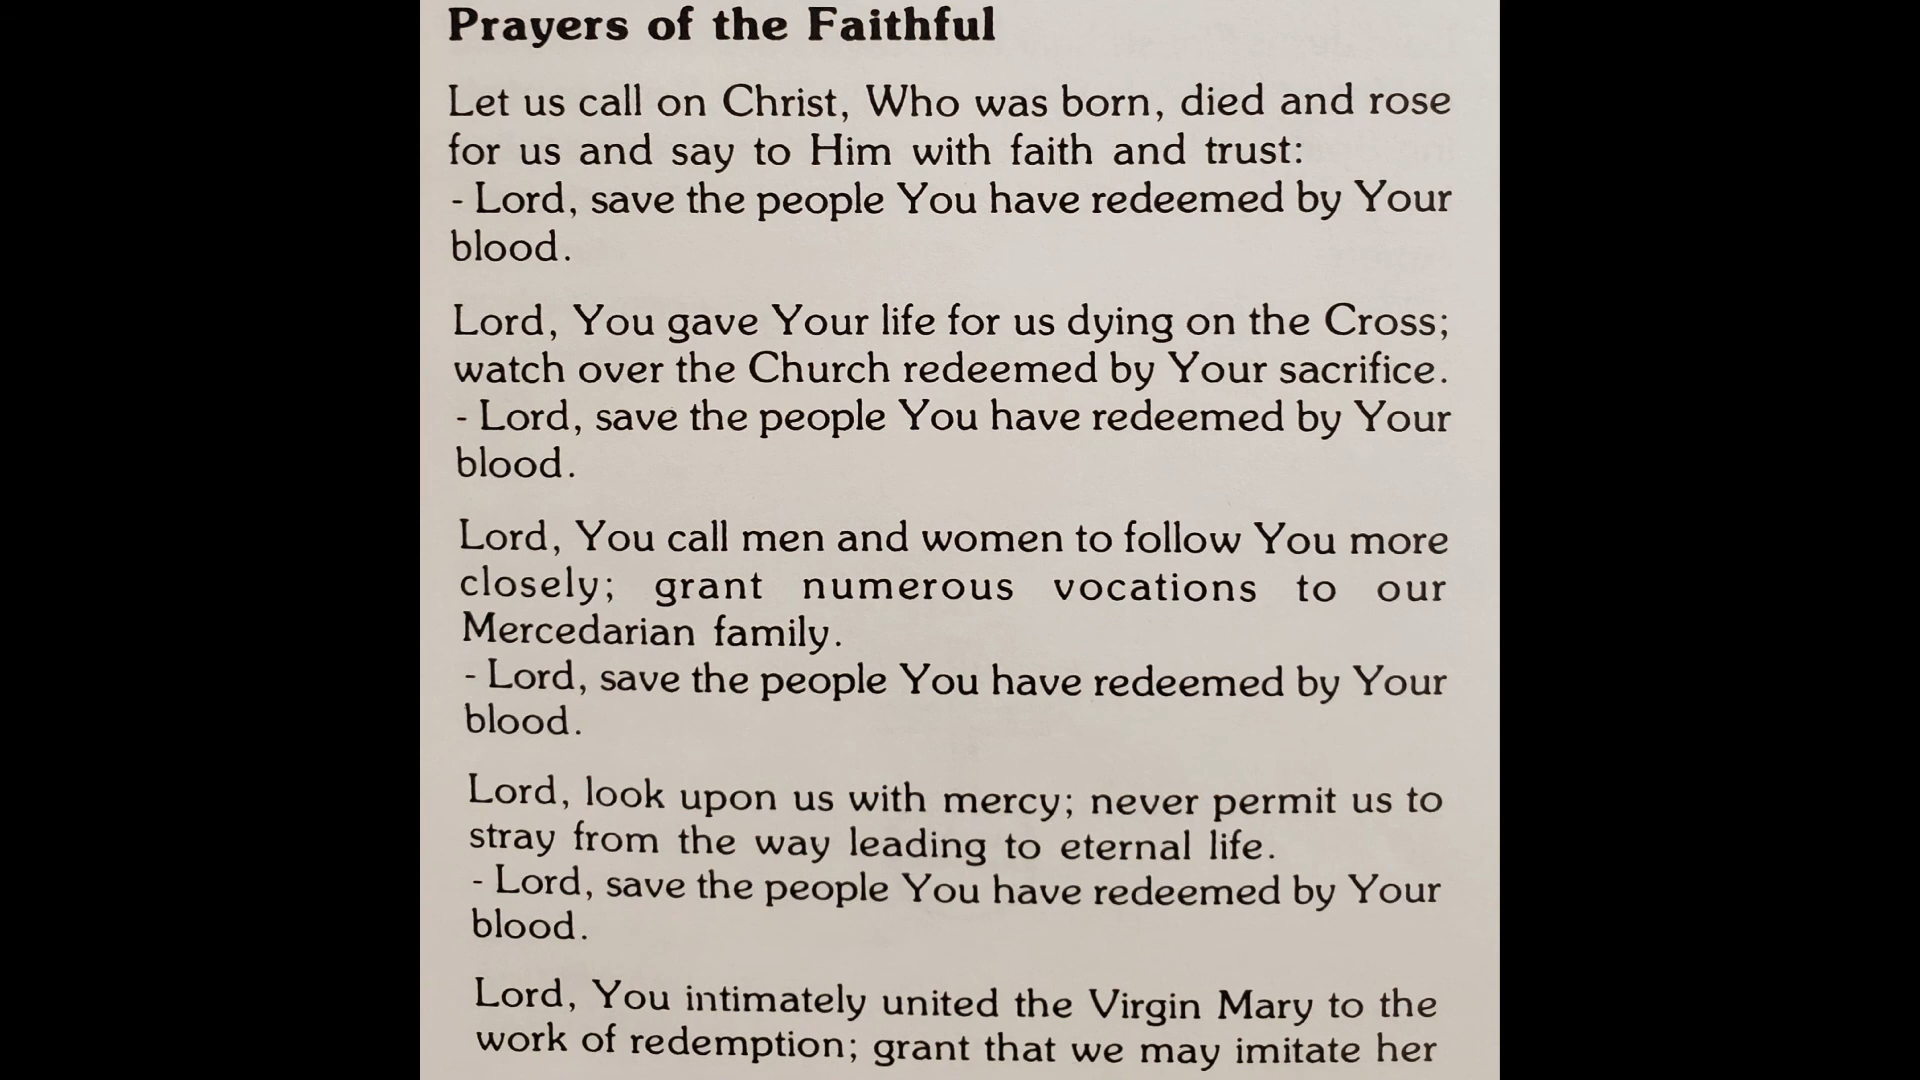 Prayers of the Faithful
Let us call on Christ, Who was born, died and rose
for us and say to Him with faith and trust:
- Lord, save the people You have redeemed by Your
blood.
Lord, You gave Your life for us dying on the Cross;
watch over the Church redeemed by Your sacrifice.
- Lord, save the people You have redeemed by Your
blood.
Lord, You call men and women to follow You more
closely; grant numerous vocations to our
Mercedarian family.
- Lord, save the people You have redeemed by Your
blood.
Lord, look upon us with mercy; never permit us to
stray from the way leading to eternal life.
- Lord, save the people You have redeemed by Your
blood.
Lord, You intimately united the Virgin Mary to the
work of redemption; grant that we may imitate her